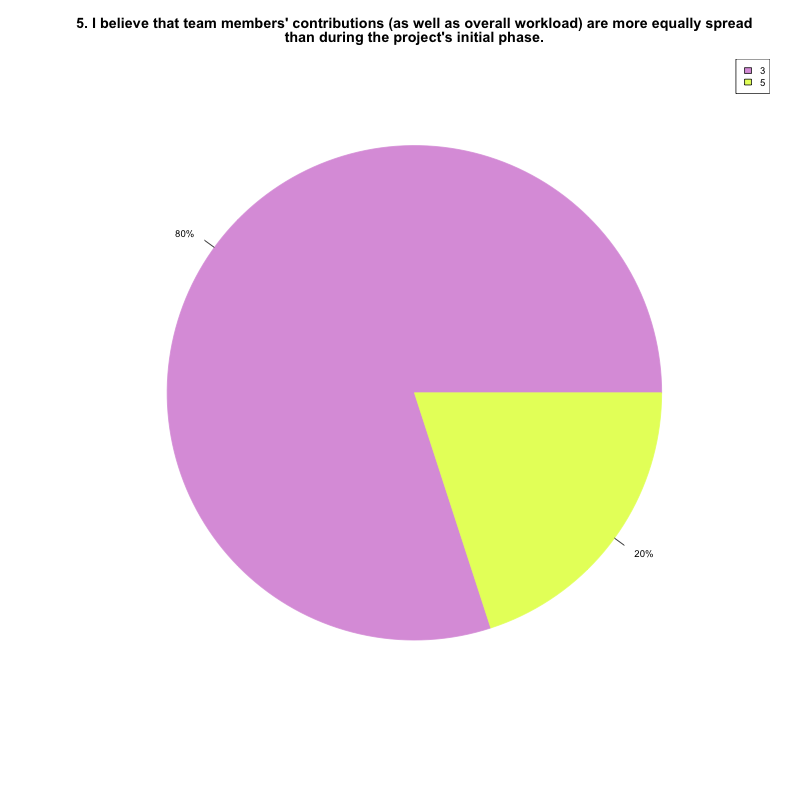 5. I believe that team members' contributions (as well as overall workload) are more equally spread
than during the project's initial phase.
3
5
80%
20%